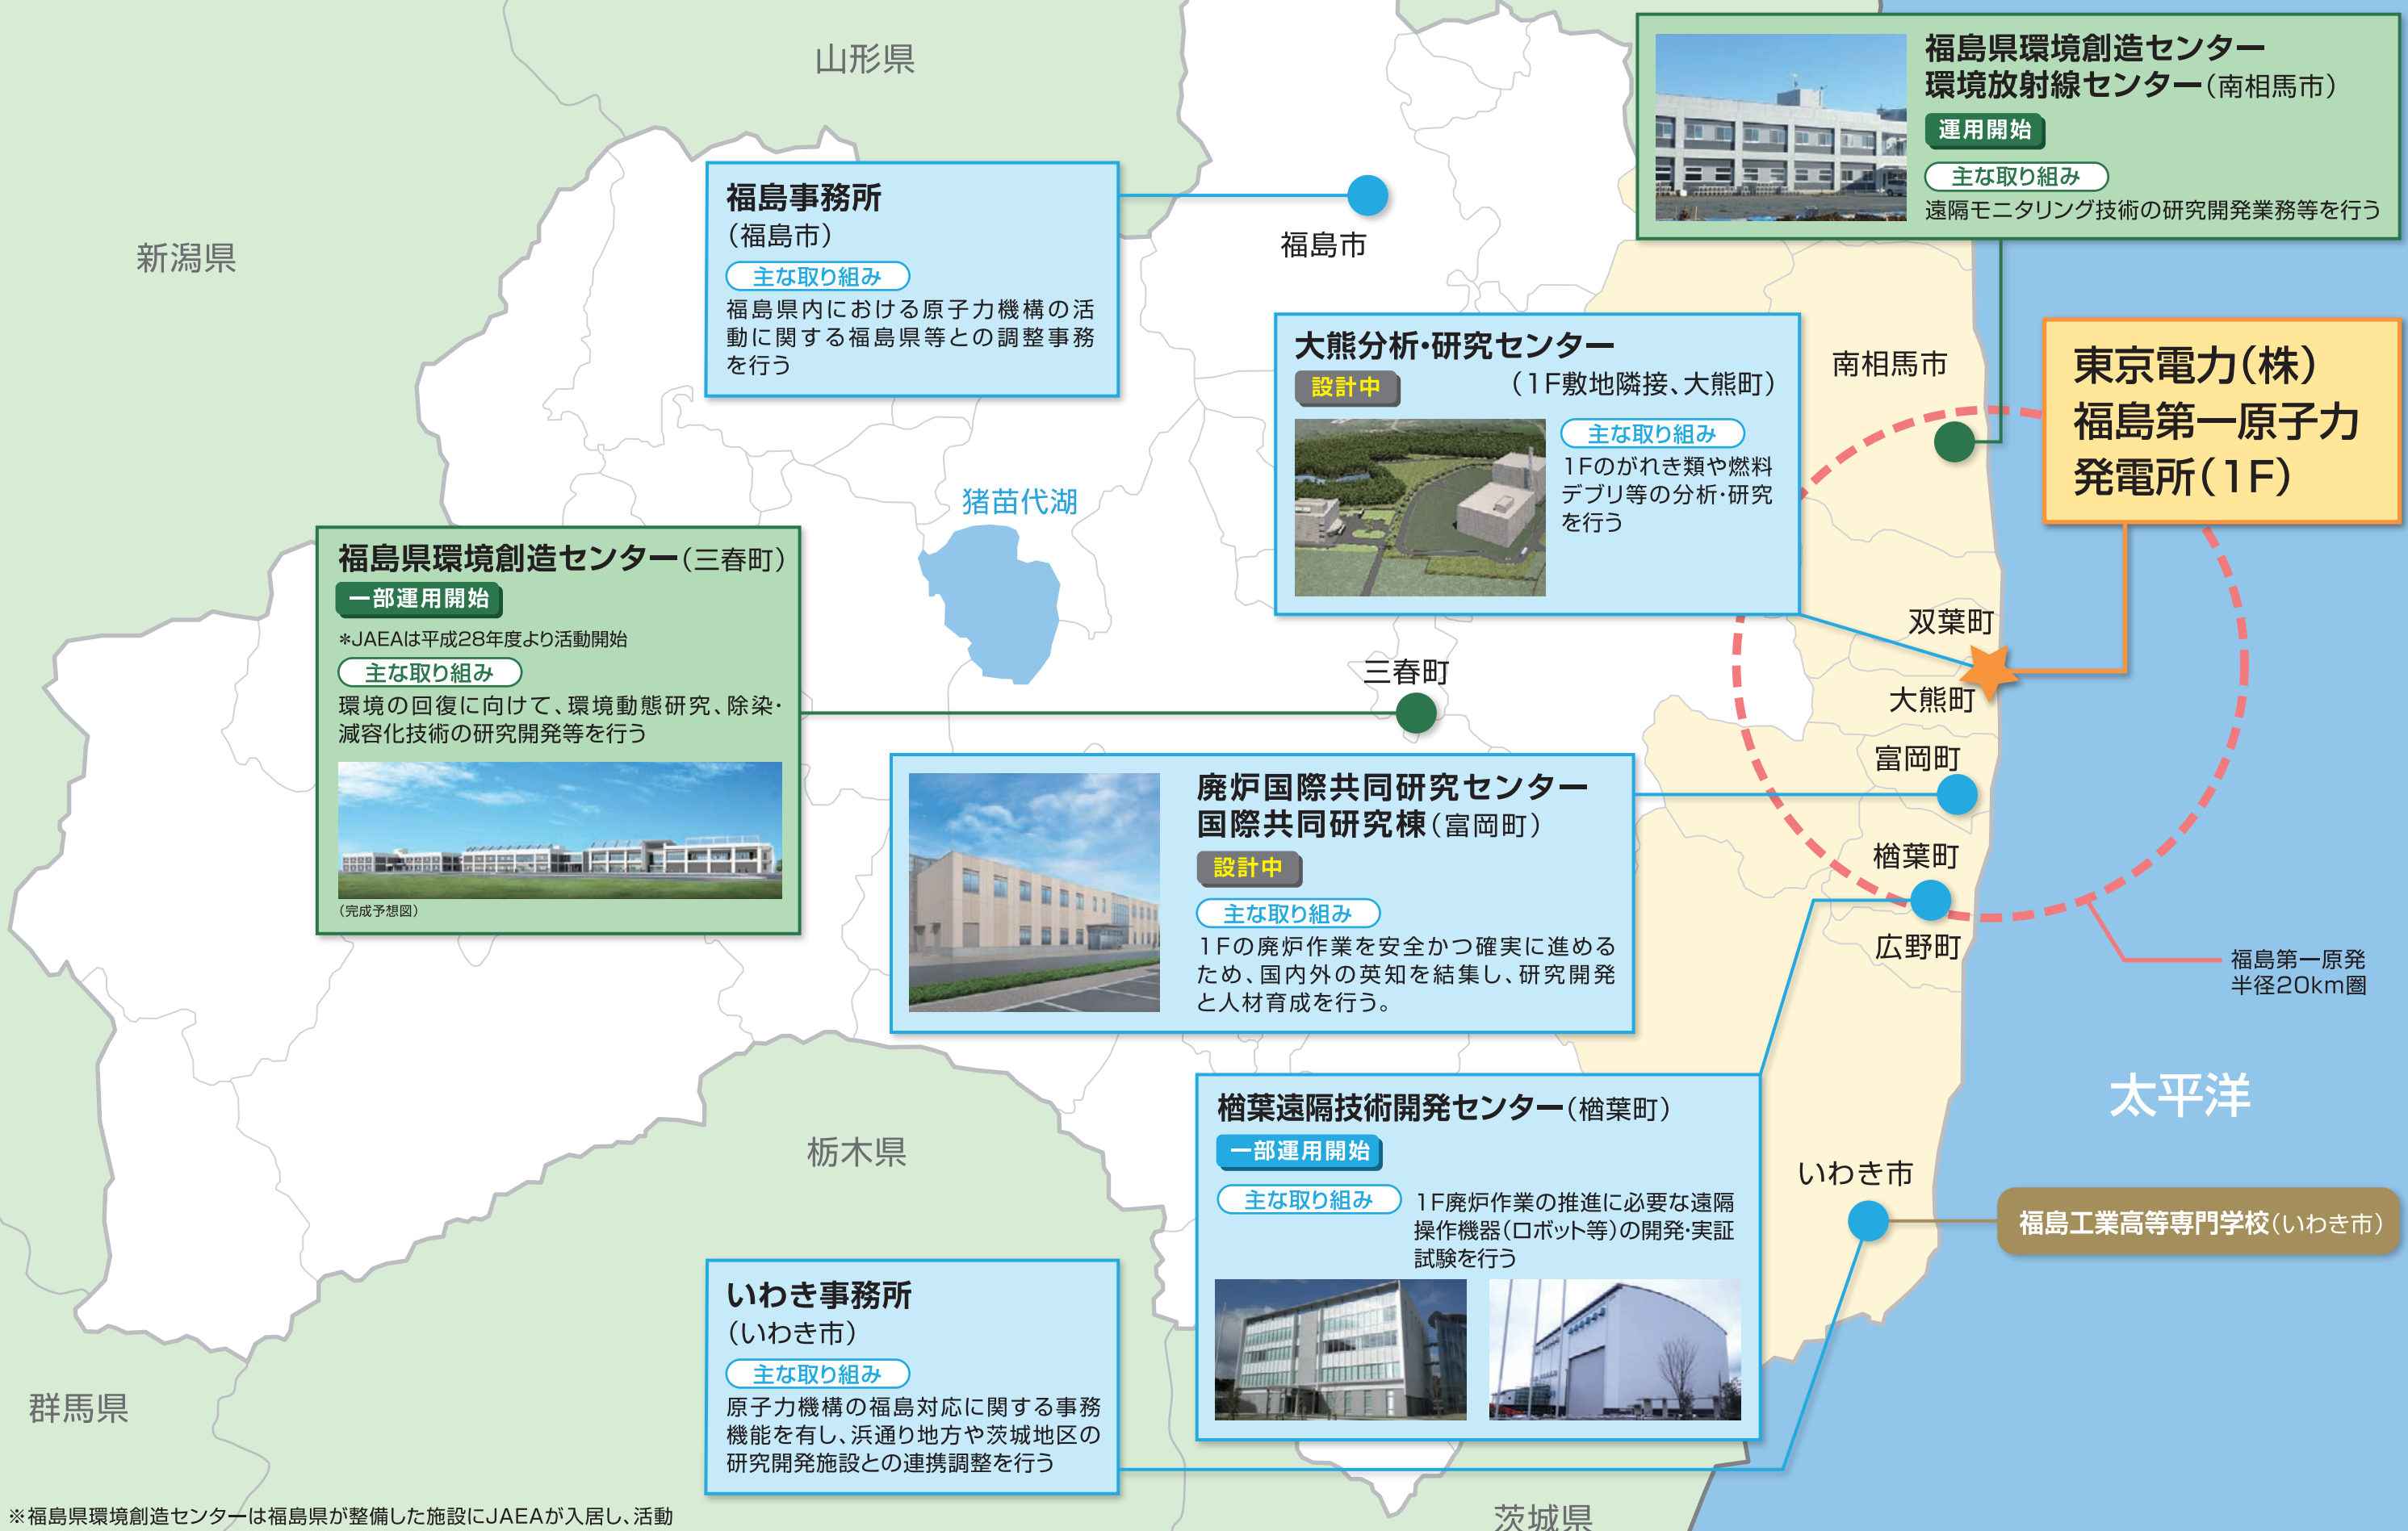 山形県
新潟県
福島県環境創造センター
環境放射線センター（南相馬市）
運用開始
主な取り組み
遠隔モニタリング技術の研究開発業務等を行う
福島事務所
（福島市）
主な取り組み
福島県内における原子力機構の活
動に関する福島県等との調整事務
を行う
福島市
大熊分析・研究センター
設計中
（1F敷地隣接、大熊町）
主な取り組み
1Fのがれき類や燃料
デブリ等の分析・研究
を行う
南相馬市
東京電力（株）
福島第一原子力
発電所（1F）
猪苗代湖
福島県環境創造センター（三春町）
一部運用開始
＊JAEAは平成28年度より活動開始
主な取り組み
環境の回復に向けて、環境動態研究、除染・
減容化技術の研究開発等を行う
（完成予想図）
双葉町
三春町
大熊町
富岡町
廃炉国際共同研究センター
国際共同研究棟（富岡町）
設計中
主な取り組み
1Fの廃炉作業を安全かつ確実に進める
ため、国内外の英知を結集し、研究開発
と人材育成を行う。
楢葉町
広野町
福島第一原発
半径20km圏
太平洋
楢葉遠隔技術開発センター（楢葉町）
一部運用開始
主な取り組み
1F廃炉作業の推進に必要な遠隔
操作機器（ロボット等）の開発・実証
試験を行う
栃木県
いわき市
福島工業高等専門学校（いわき市）
いわき事務所
（いわき市）
主な取り組み
原子力機構の福島対応に関する事務
機能を有し、浜通り地方や茨城地区の
研究開発施設との連携調整を行う
群馬県
茨城県
※福島県環境創造センターは福島県が整備した施設にJAEAが入居し、活動